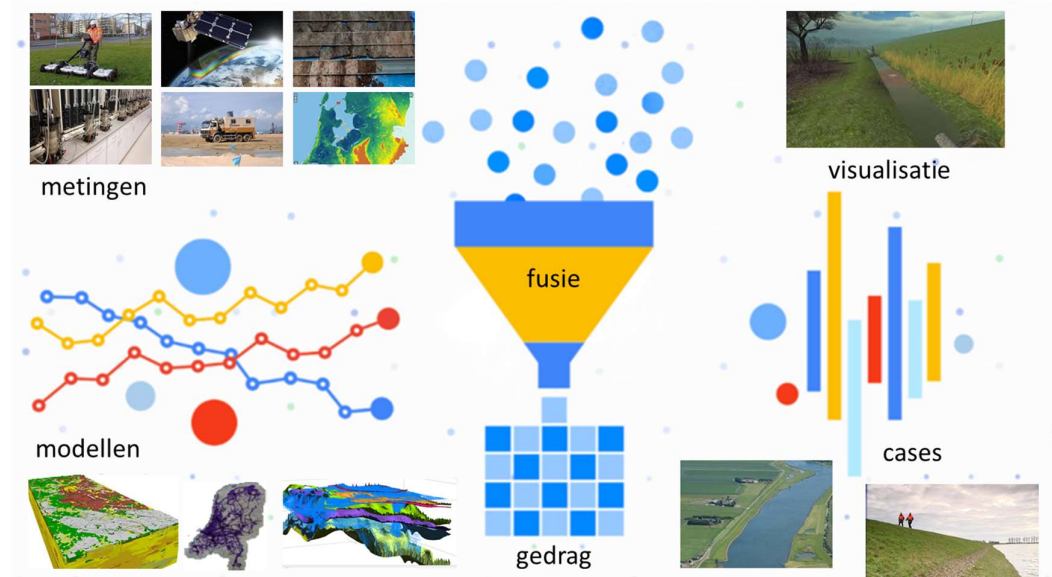 metingen
visualisatie
fusie
modellen
cases
gedrag